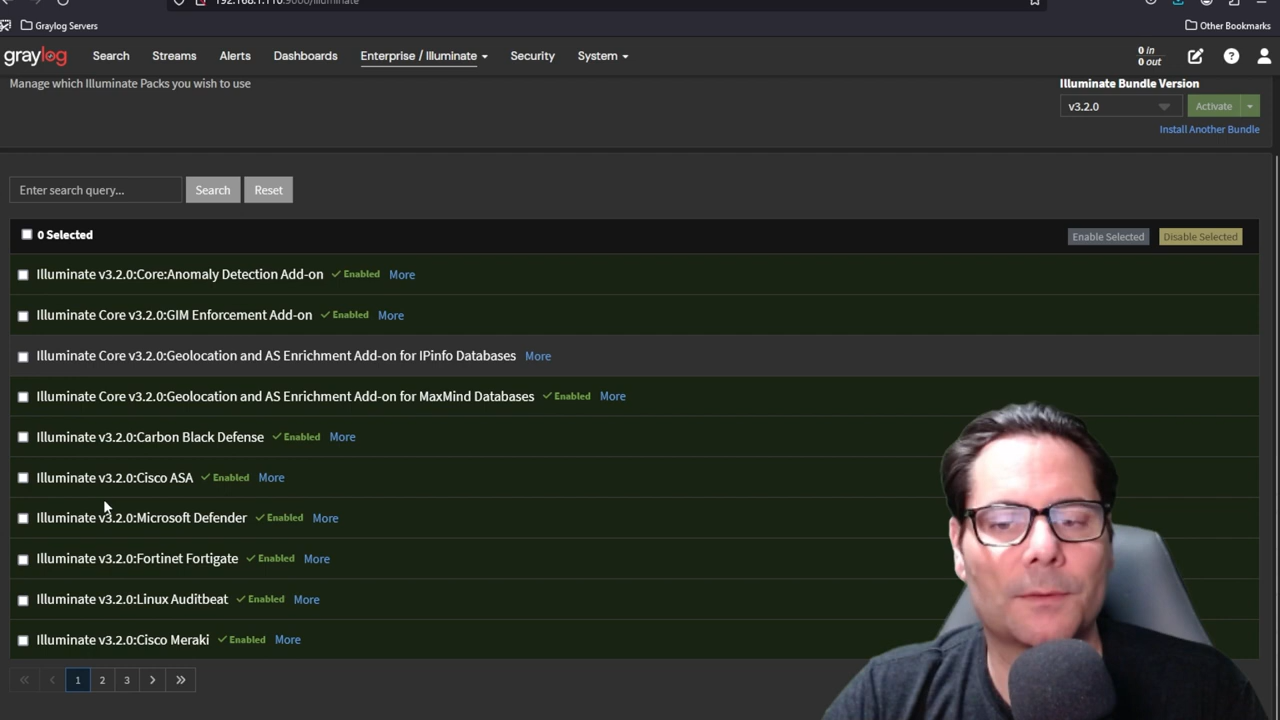 192.168.1.110:9000/illuminate
Graylog Servers
Other Bookmarks
graylog
Search
Streams
Alerts
Dashboards
Enterprise / Illuminate
Security
System
0 in
0 out
Manage which Illuminate Packs you wish to use
Illuminate Bundle Version
v3.2.0
Activate
Install Another Bundle
Enter search query...
Search
Reset
0 Selected
Enable Selected
Disable Selected
Illuminate v3.2.0:Core:Anomaly Detection Add-on Enabled More
Illuminate Core v3.2.0:GIM Enforcement Add-on Enabled More
Illuminate Core v3.2.0:Geolocation and AS Enrichment Add-on for IPinfo Databases More
Illuminate Core v3.2.0:Geolocation and AS Enrichment Add-on for MaxMind Databases Enabled More
Illuminate v3.2.0:Carbon Black Defense Enabled More
Illuminate v3.2.0:Cisco ASA Enabled More
Illuminate v3.2.0:Microsoft Defender Enabled More
Illuminate v3.2.0:Fortinet Fortigate Enabled More
Illuminate v3.2.0:Linux Auditbeat Enabled More
Illuminate v3.2.0:Cisco Meraki Enabled More
« ‹ 1 2 3 › »